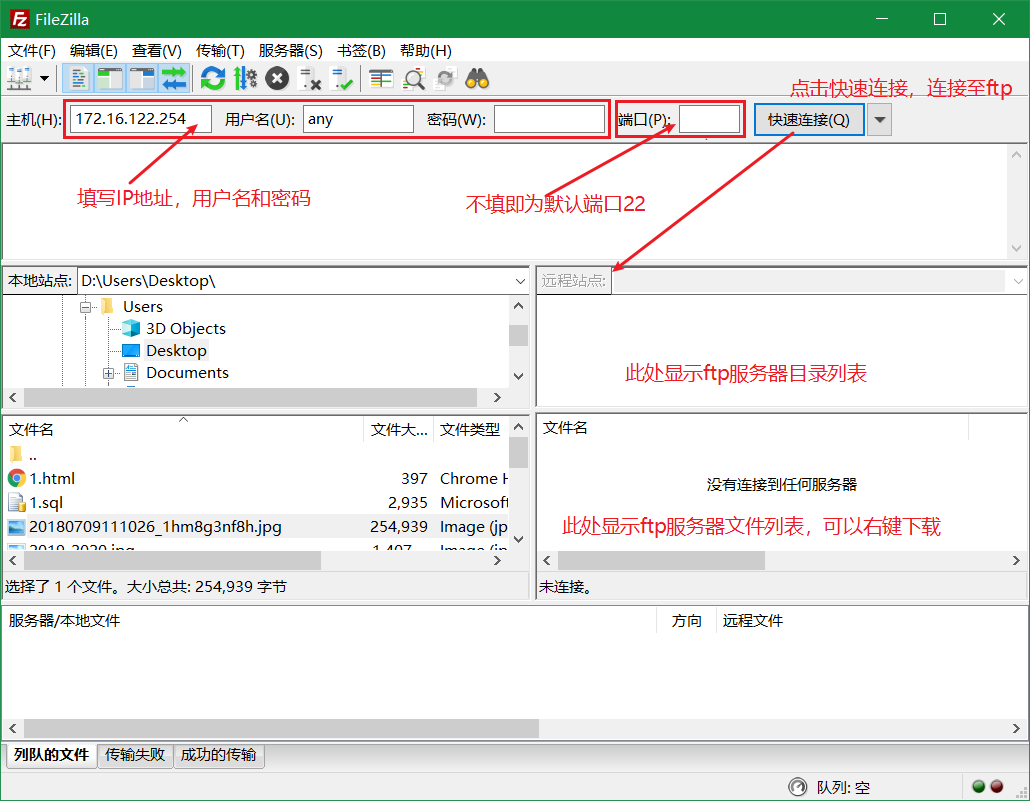 FileZilla
文件(F) 编辑(E) 查看(V) 传输(T) 服务器(S) 书签(B) 帮助(H)
点击快速连接，连接至ftp
主机(H): 172.16.122.254 用户名(U): any 密码(W): 端口(P): 快速连接(Q)
填写IP地址，用户名和密码
不填即为默认端口22
本地站点: D:\Users\Desktop\
远程站点:
Users
3D Objects
Desktop
Documents
此处显示ftp服务器目录列表
文件名 文件大... 文件类型
..
1.html 397 Chrome H
1.sql 2,935 Microsoft
20180709111026_1hm8g3nf8h.jpg 254,939 Image (jp
2019-2020.jpg 1,407 Image (jp
选择了 1 个文件。大小总共: 254,939 字节
文件名
没有连接到任何服务器
此处显示ftp服务器文件列表，可以右键下载
未连接。
服务器/本地文件 方向 远程文件
列队的文件 传输失败 成功的传输
队列: 空